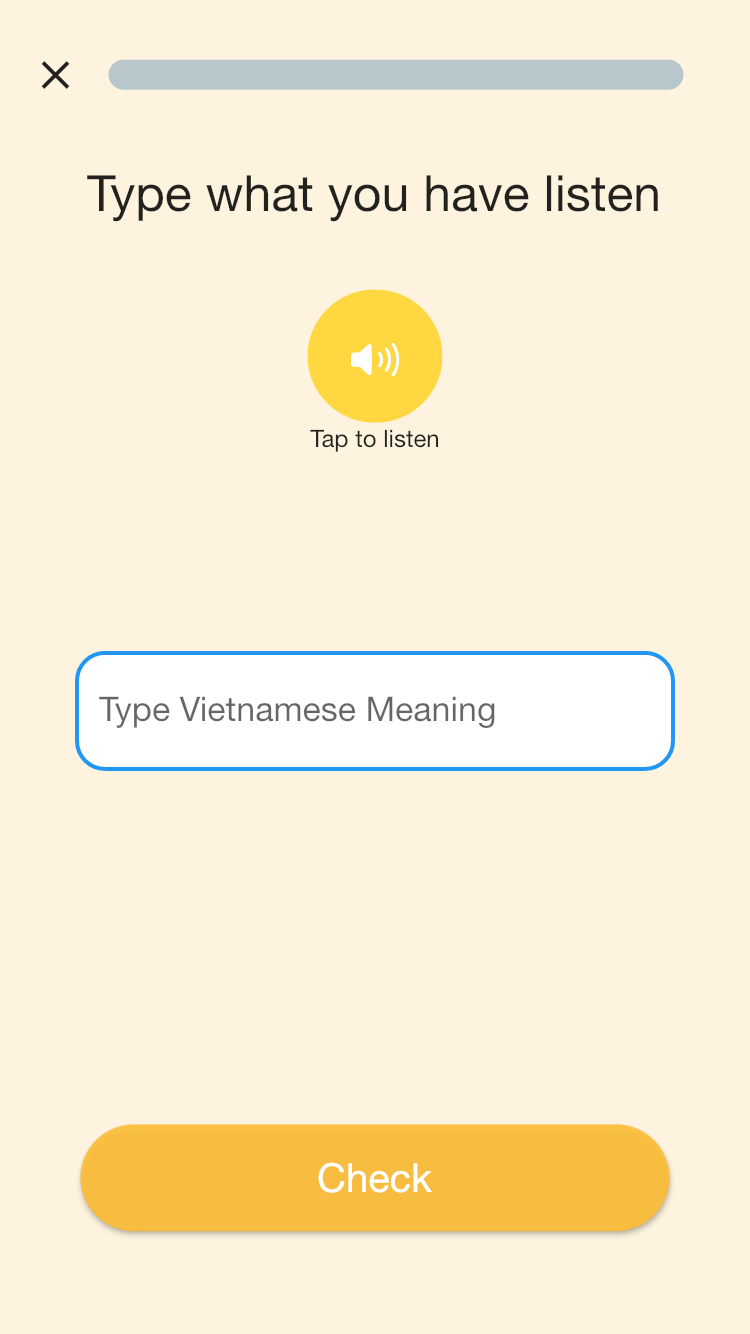 Type what you have listen
Tap to listen
Type Vietnamese Meaning
Check